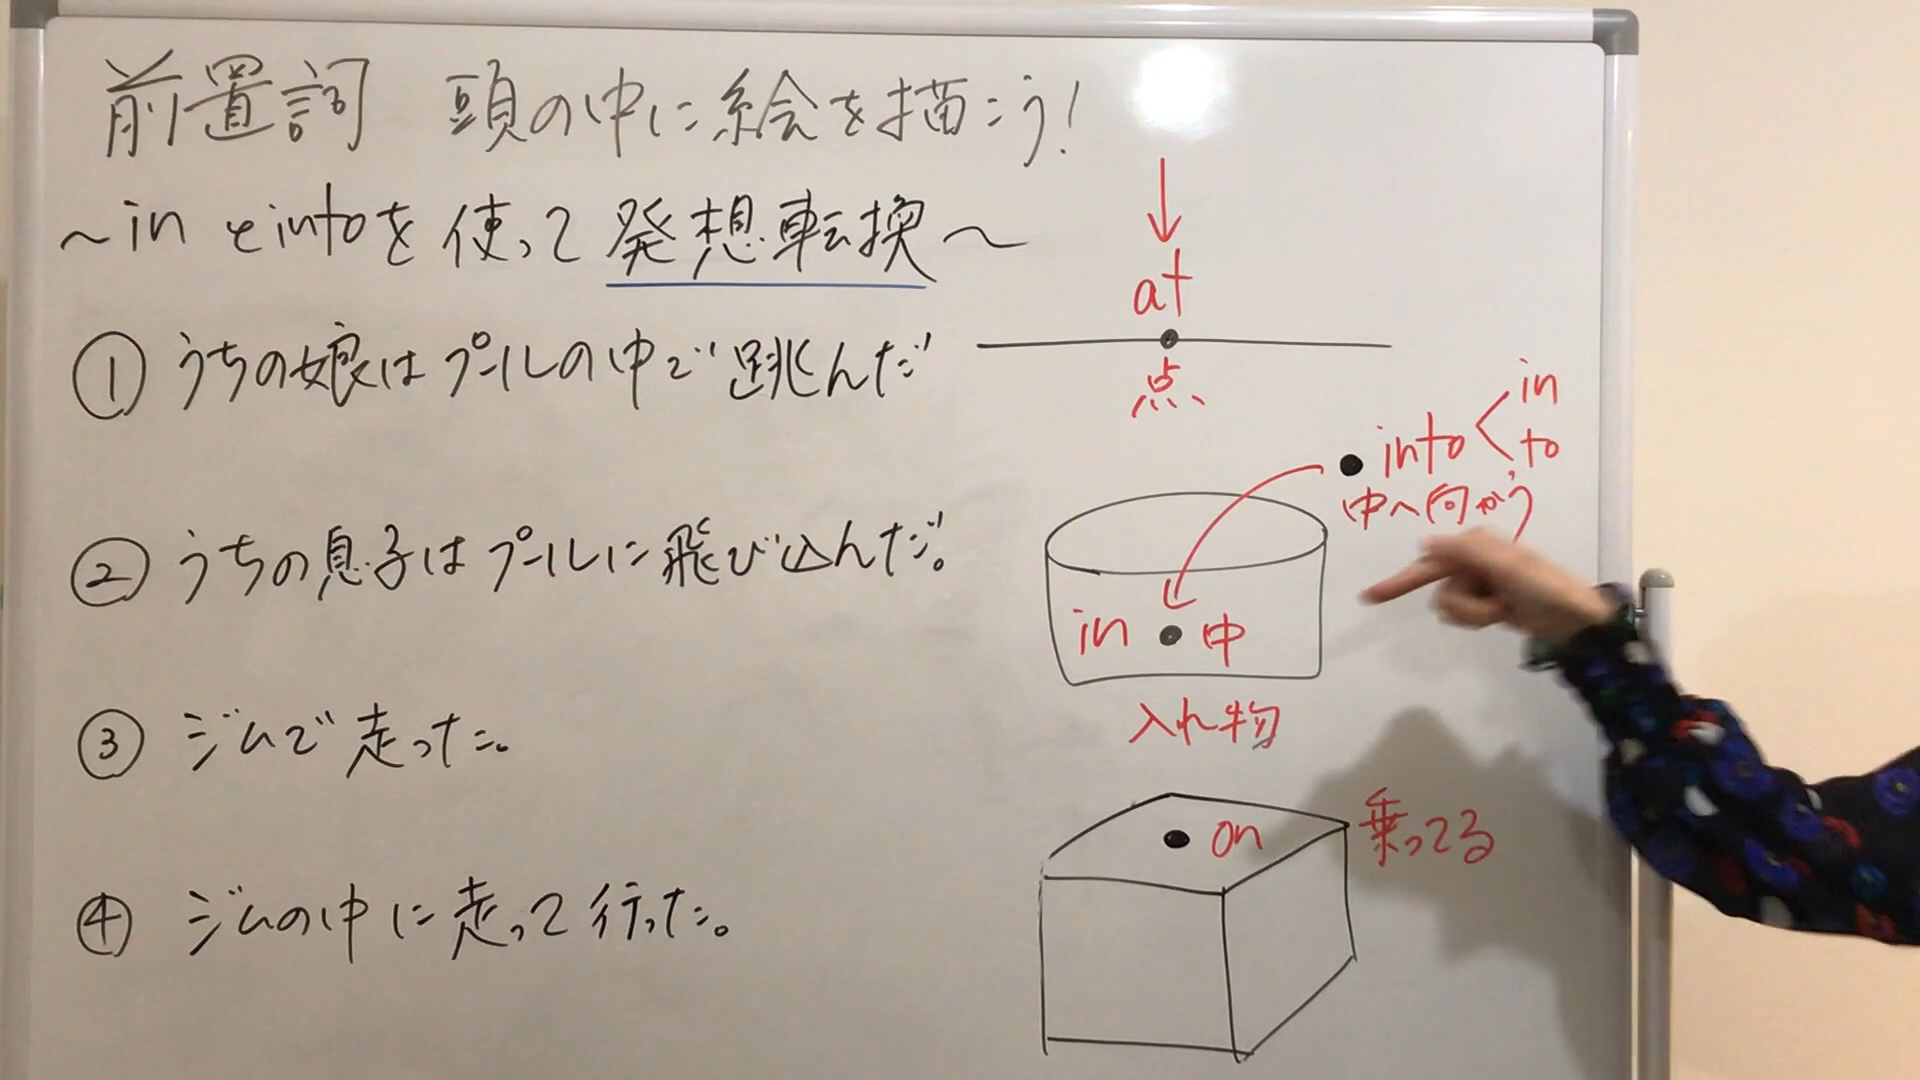 前置詞 頭の中に絵を描こう!
〜inとintoを使って発想転換〜
① うちの娘はプールの中で跳んだ
② うちの息子はプールに飛び込んだ。
③ ジムで走った。
④ ジムの中に走って行った。
at
点
into
in
to
中へ向かう
in 中
入れ物
on
乗ってる